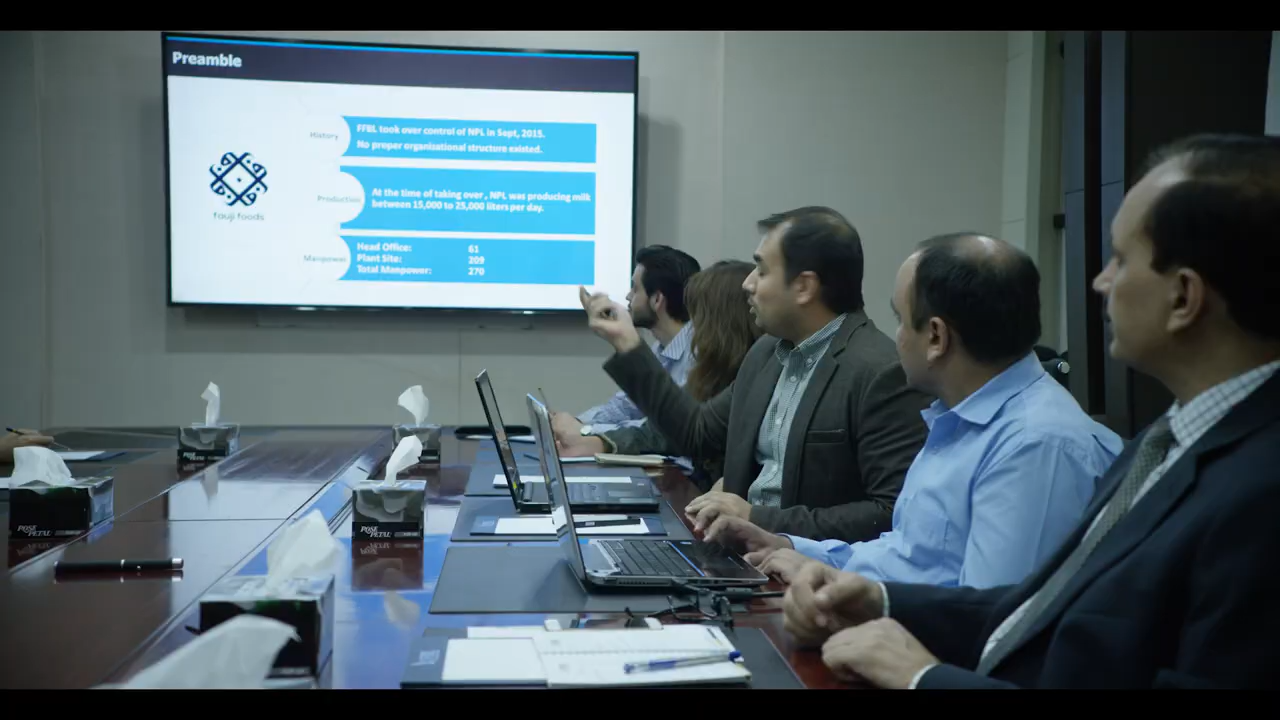 Preamble
History
FFBL took over control of NPL in Sept, 2015.
No proper organisational structure existed.
Production
At the time of taking over , NPL was producing milk
between 15,000 to 25,000 liters per day.
fauji foods
Manpower
Head Office: 61
Plant Site: 209
Total Manpower: 270
ROSE PETAL
ROSE
PETAL